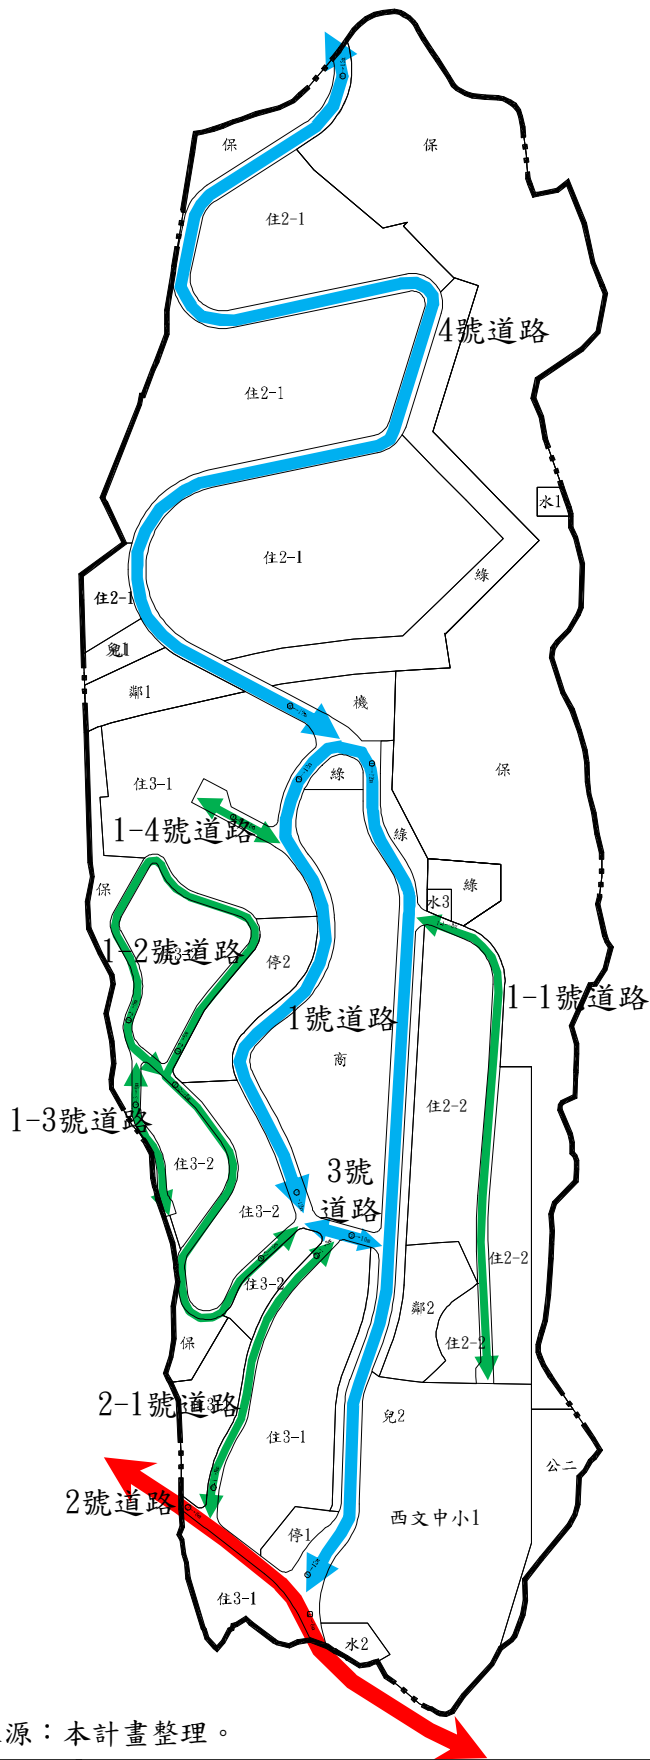 保
保
住2-1
4號道路
住2-1
水1
住2-1
綠
住2-1
兒1
鄰1
機
綠
保
住3-1
1-4號道路
綠
保
綠
水3
1-2號道路
停2
1-1號道路
1號道路
商
住2-2
1-3號道路
住3-2
3號
道路
住3-2
住2-2
住3-2
鄰2
住2-2
保
2-1號道路
兒2
住3-1
公二
2號道路
停1
西文中小1
住3-1
水2
源：本計畫整理。